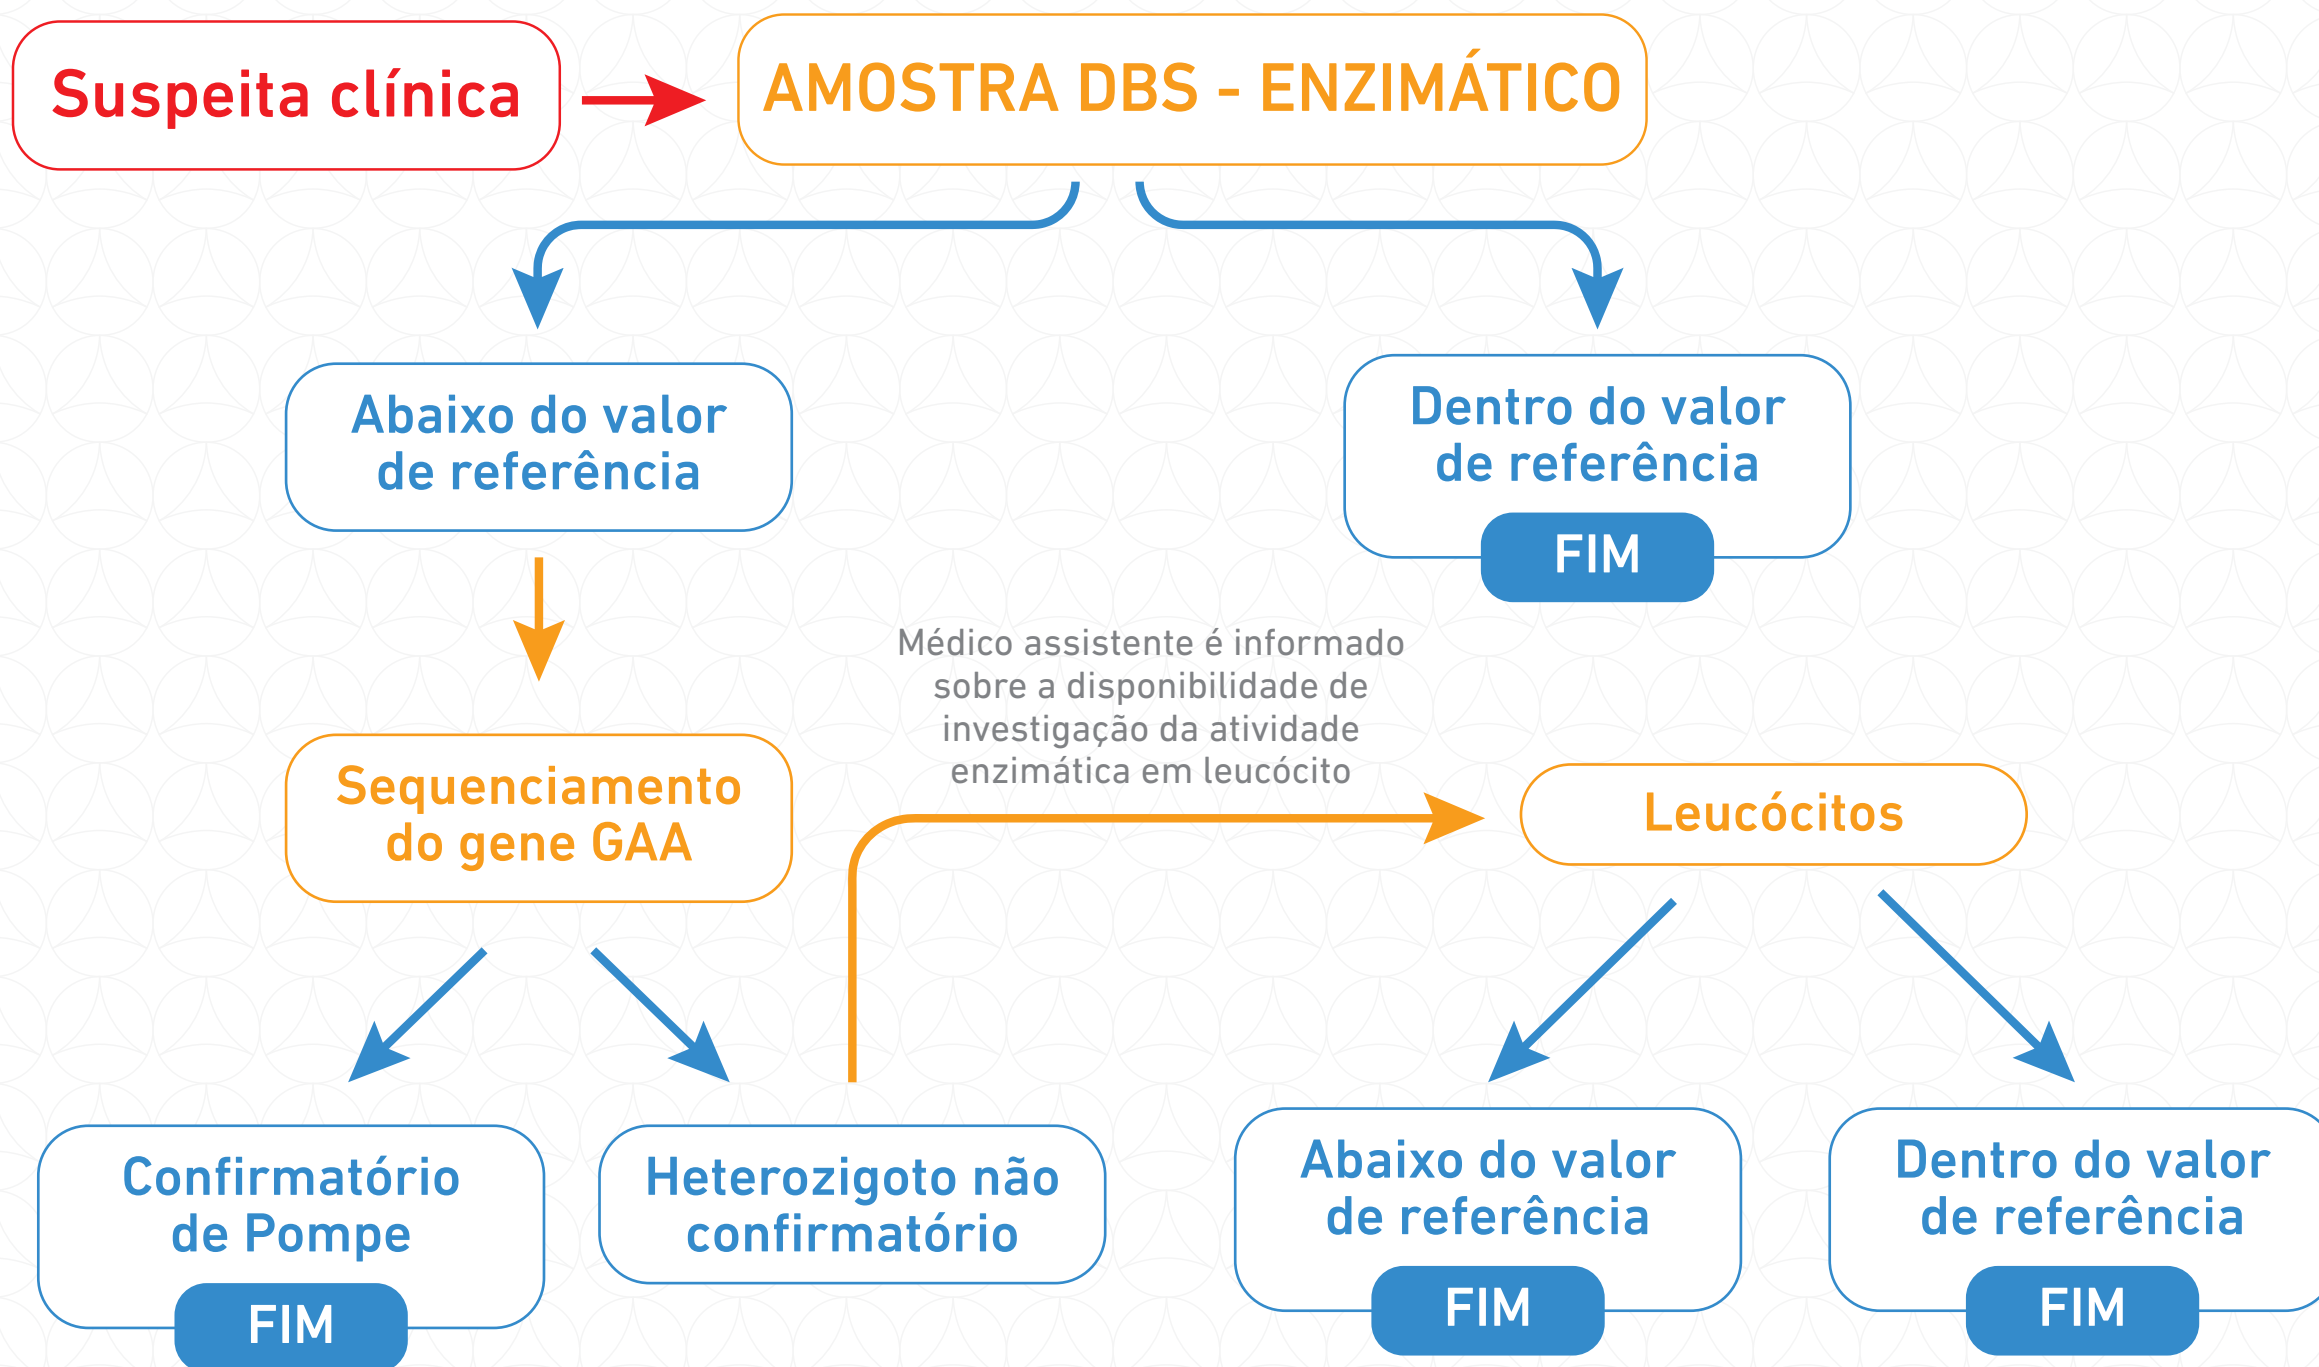 Suspeita clínica
AMOSTRA DBS - ENZIMÁTICO
Abaixo do valor
de referência
Dentro do valor
de referência
FIM
Médico assistente é informado
sobre a disponibilidade de
investigação da atividade
enzimática em leucócito
Sequenciamento
do gene GAA
Leucócitos
Confirmatório
de Pompe
FIM
Heterozigoto não
confirmatório
Abaixo do valor
de referência
FIM
Dentro do valor
de referência
FIM